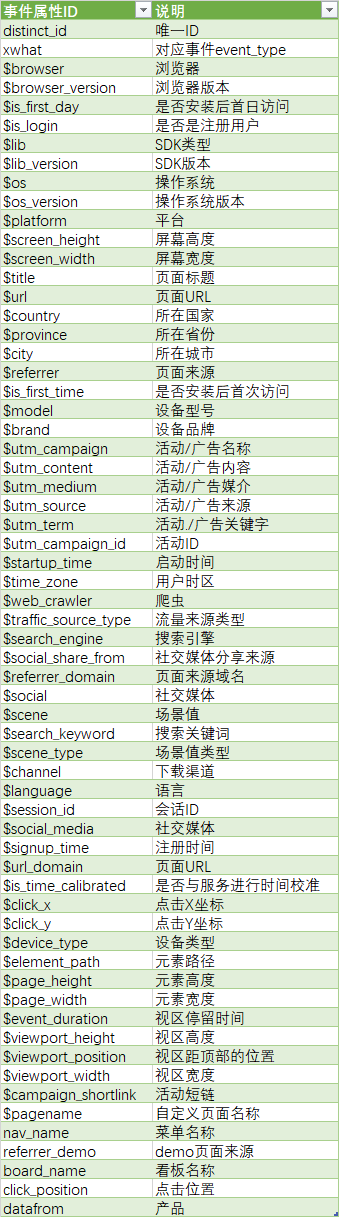 事件属性ID 说明
distinct_id 唯一ID
xwhat 对应事件event_type
$browser 浏览器
$browser_version 浏览器版本
$is_first_day 是否安装后首日访问
$is_login 是否是注册用户
$lib SDK类型
$lib_version SDK版本
$os 操作系统
$os_version 操作系统版本
$platform 平台
$screen_height 屏幕高度
$screen_width 屏幕宽度
$title 页面标题
$url 页面URL
$country 所在国家
$province 所在省份
$city 所在城市
$referrer 页面来源
$is_first_time 是否安装后首次访问
$model 设备型号
$brand 设备品牌
$utm_campaign 活动/广告名称
$utm_content 活动/广告内容
$utm_medium 活动/广告媒介
$utm_source 活动/广告来源
$utm_term 活动./广告关键字
$utm_campaign_id 活动ID
$startup_time 启动时间
$time_zone 用户时区
$web_crawler 爬虫
$traffic_source_type 流量来源类型
$search_engine 搜索引擎
$social_share_from 社交媒体分享来源
$referrer_domain 页面来源域名
$social 社交媒体
$scene 场景值
$search_keyword 搜索关键词
$scene_type 场景值类型
$channel 下载渠道
$language 语言
$session_id 会话ID
$social_media 社交媒体
$signup_time 注册时间
$url_domain 页面URL
$is_time_calibrated 是否与服务进行时间校准
$click_x 点击X坐标
$click_y 点击Y坐标
$device_type 设备类型
$element_path 元素路径
$page_height 元素高度
$page_width 元素宽度
$event_duration 视区停留时间
$viewport_height 视区高度
$viewport_position 视区距顶部的位置
$viewport_width 视区宽度
$campaign_shortlink 活动短链
$pagename 自定义页面名称
nav_name 菜单名称
referrer_demo demo页面来源
board_name 看板名称
click_position 点击位置
datafrom 产品